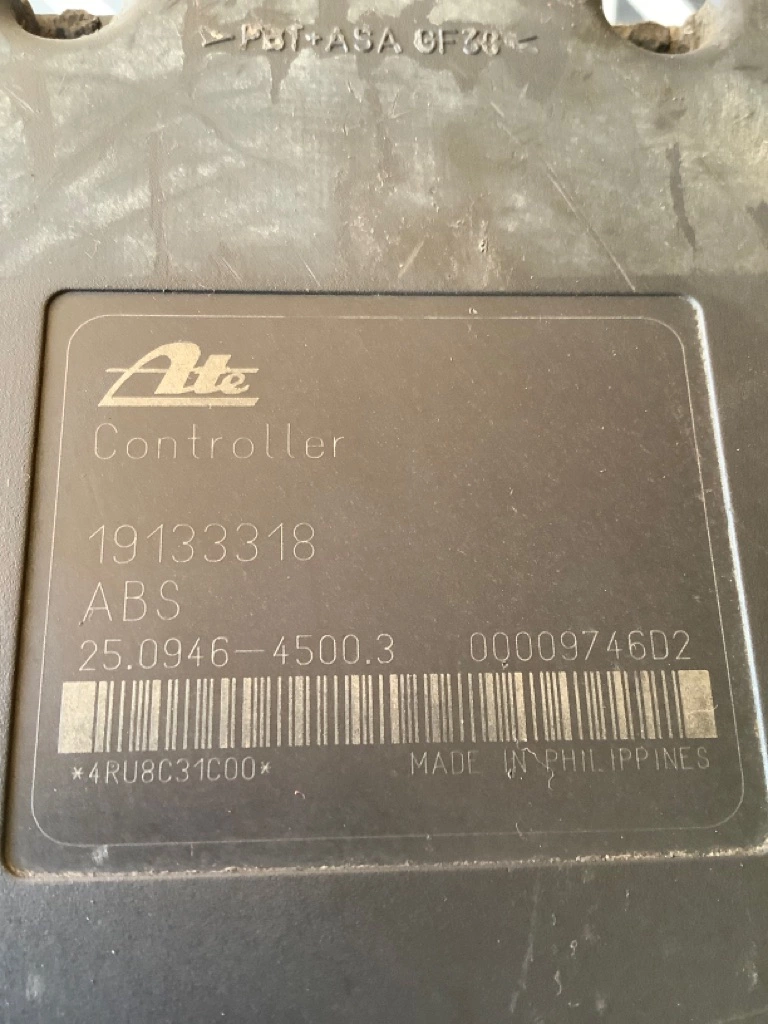 >PBT+ASA GF30<
Ate
Controller
19133318
ABS
25.0946-4500.3 00009746D2
*4RU8C31C00*
MADE IN PHILIPPINES